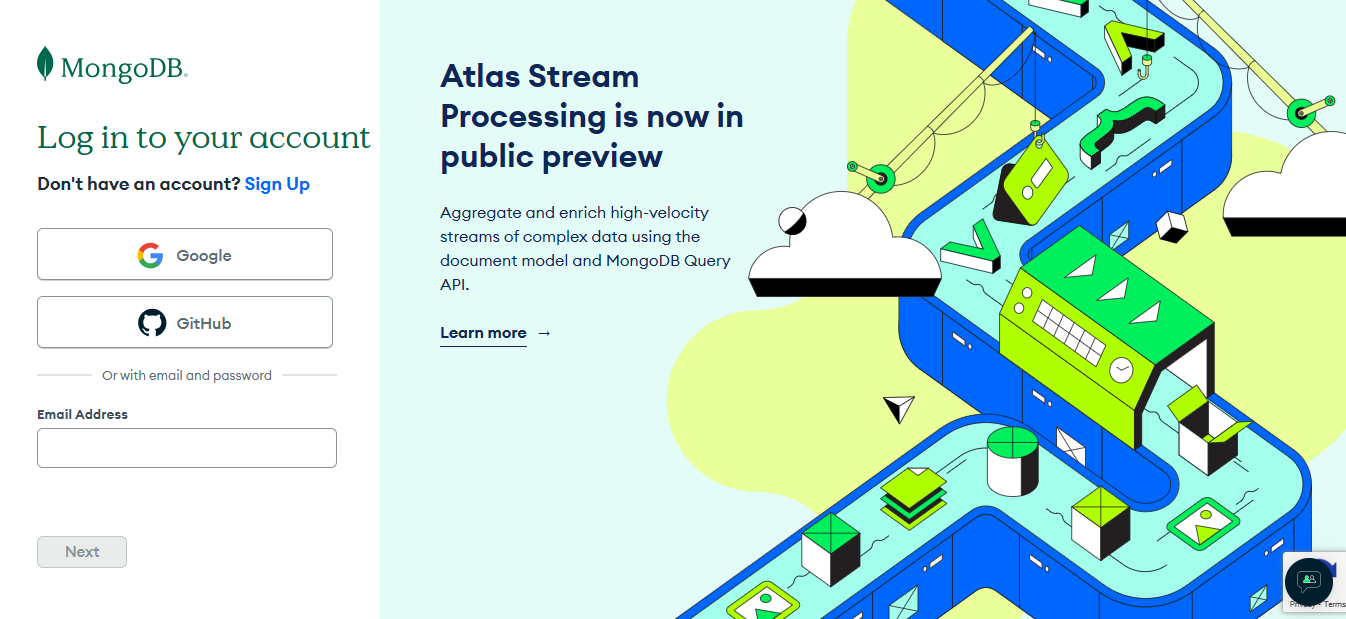 MongoDB.
Log in to your account
Don't have an account? Sign Up
Google
GitHub
Or with email and password
Email Address
Next
Atlas Stream
Processing is now in
public preview
Aggregate and enrich high-velocity
streams of complex data using the
document model and MongoDB Query
API.
Learn more →
Terms